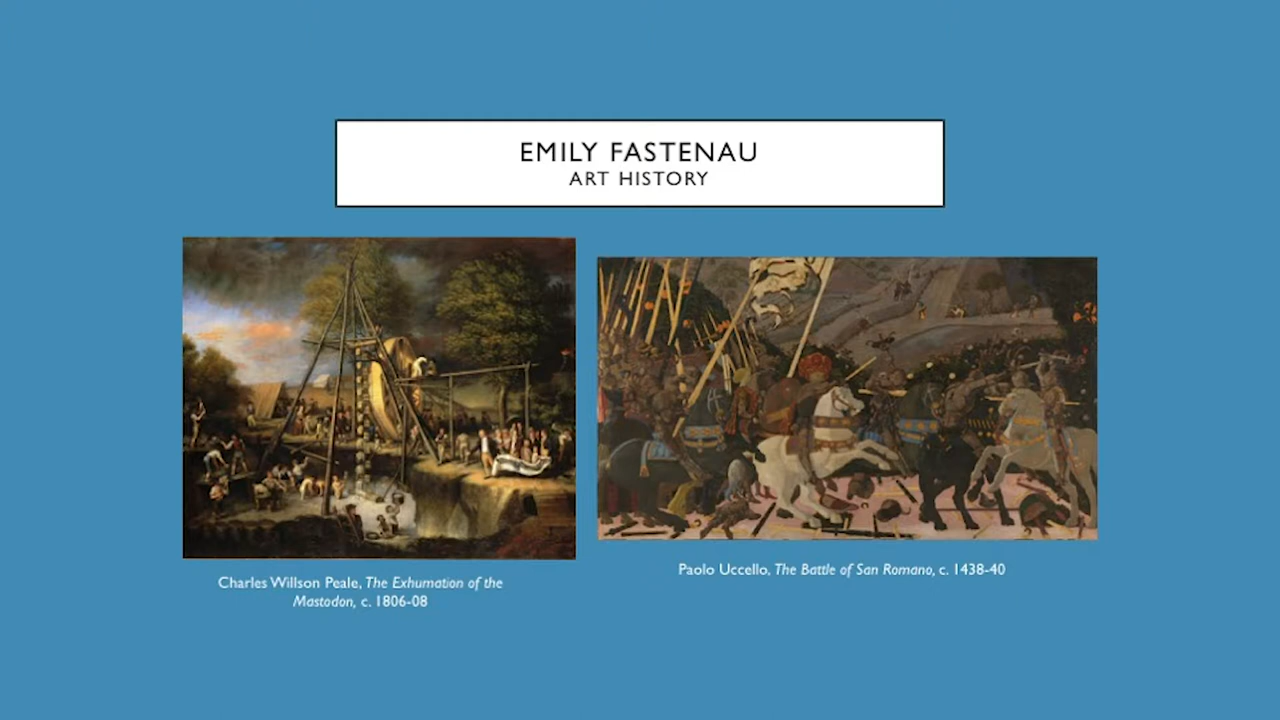 EMILY FASTENAU
ART HISTORY
Charles Willson Peale, The Exhumation of the
Mastodon, c. 1806-08
Paolo Uccello, The Battle of San Romano, c. 1438-40